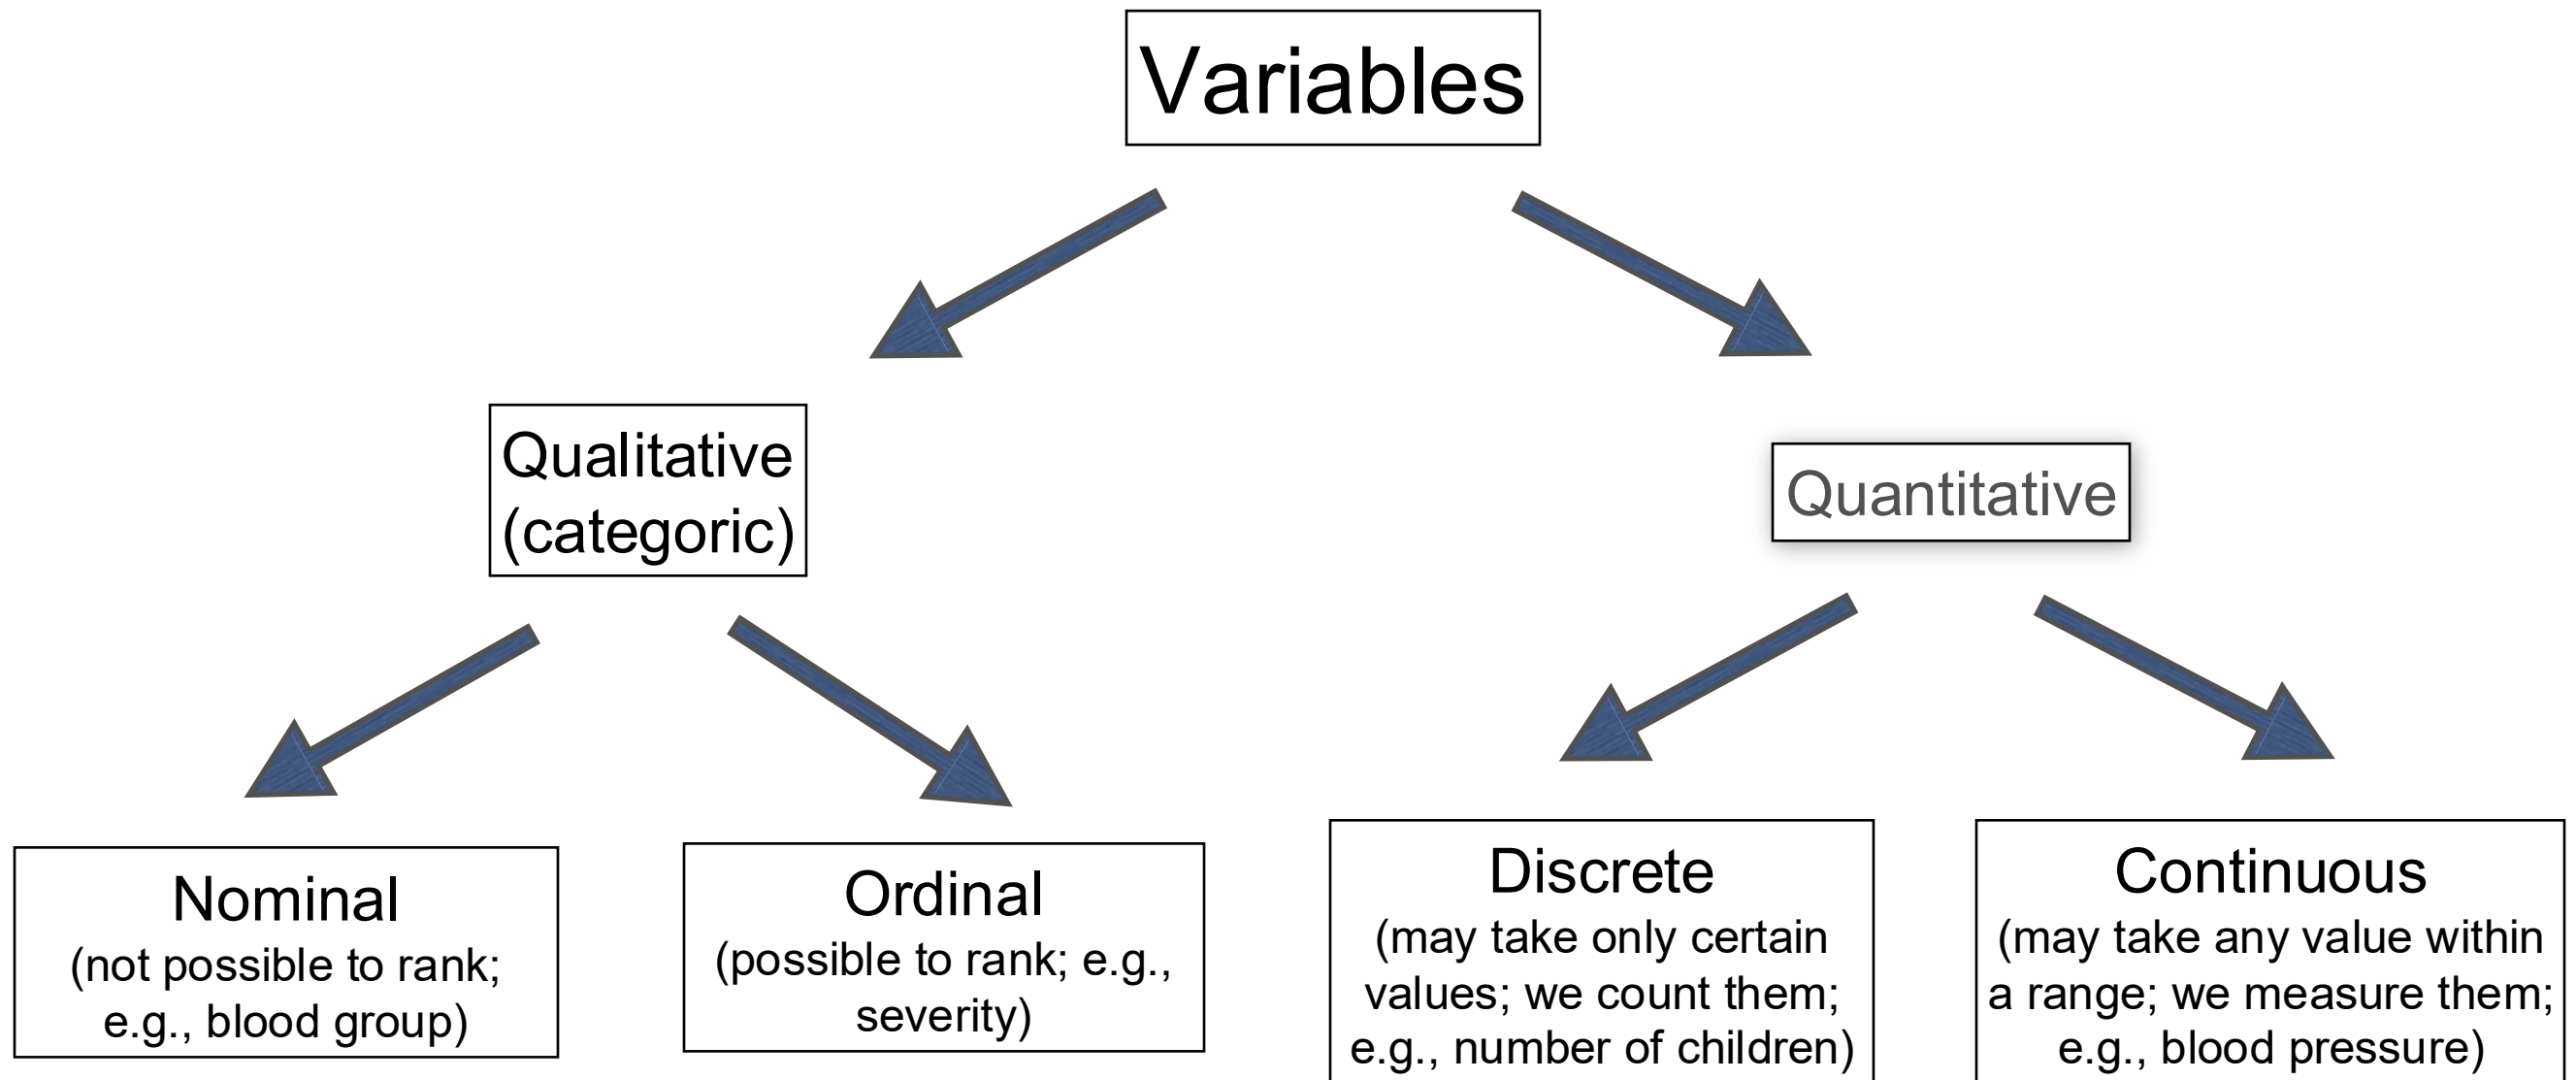 Variables
Qualitative
(categoric)
Quantitative
Nominal
(not possible to rank;
e.g., blood group)
Ordinal
(possible to rank; e.g.,
severity)
Discrete
(may take only certain
values; we count them;
e.g., number of children)
Continuous
(may take any value within
a range; we measure them;
e.g., blood pressure)